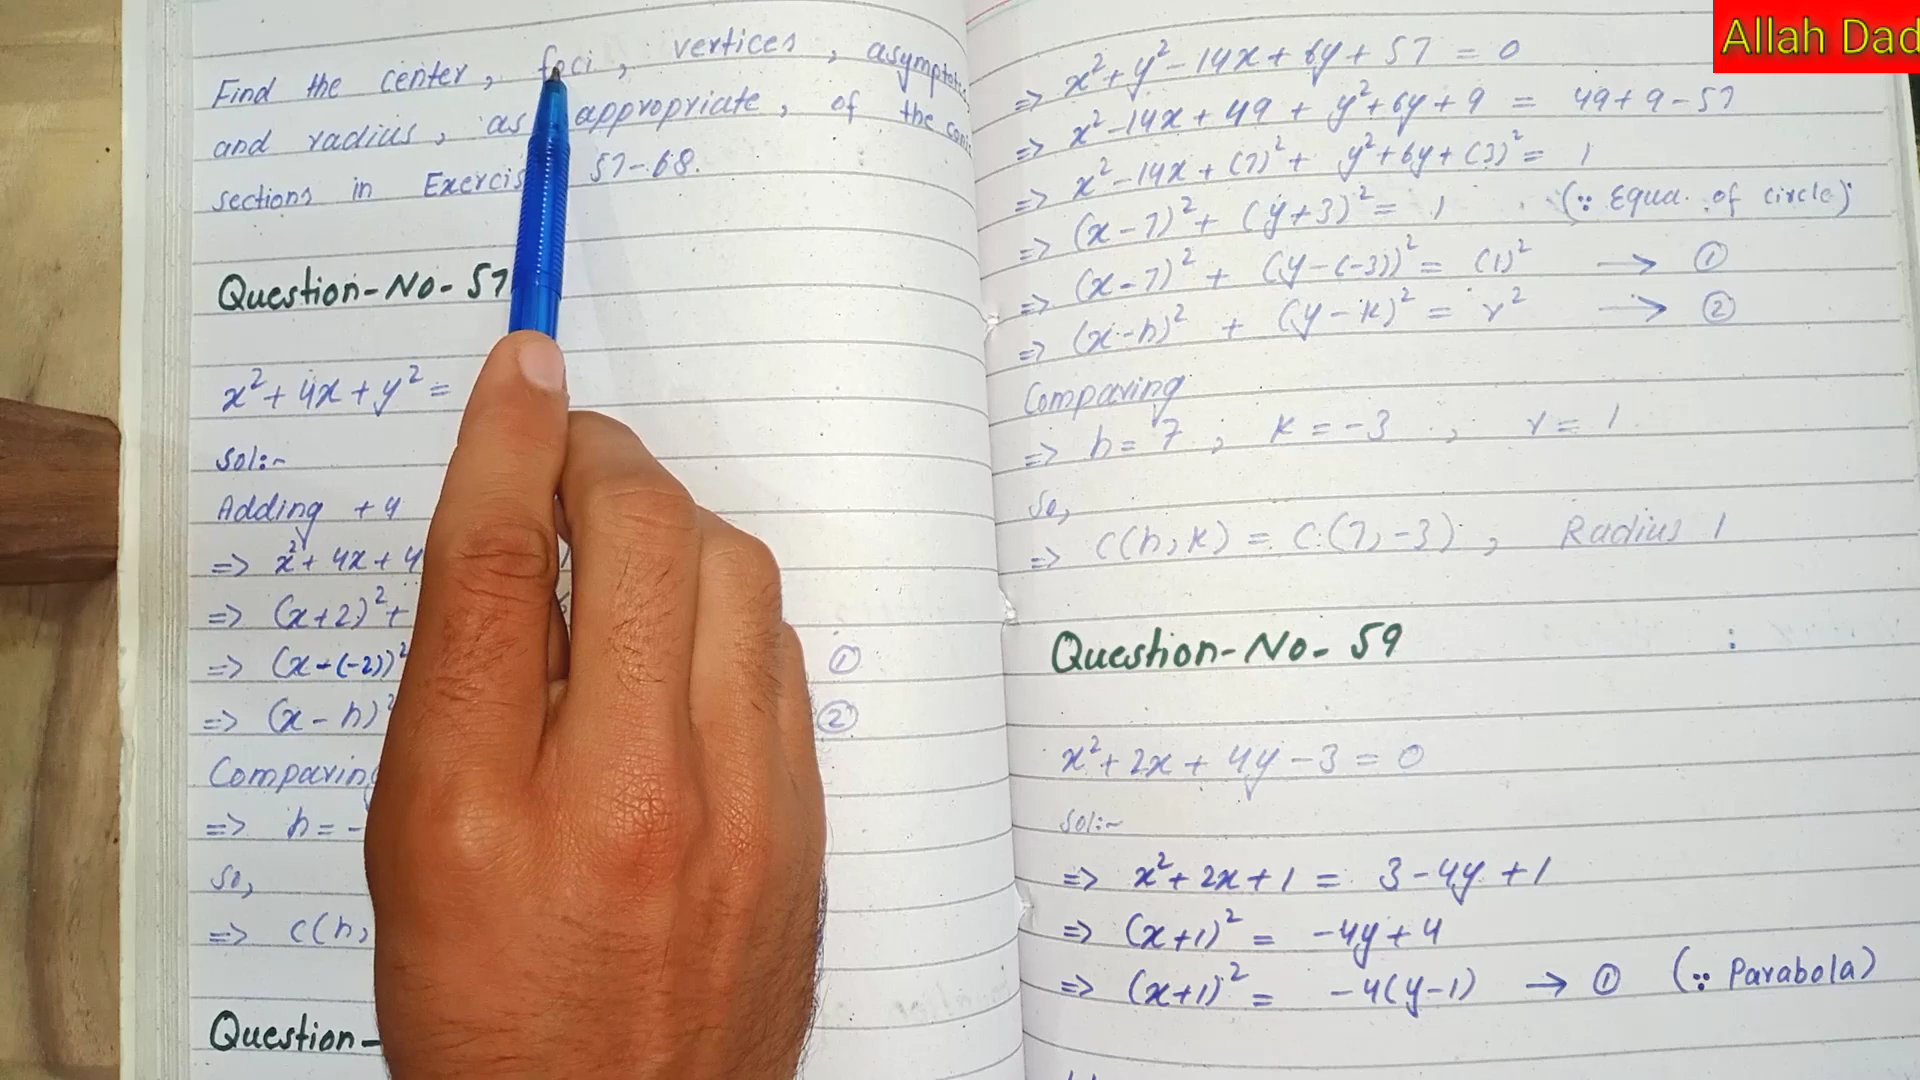 Find the center, foci, vertices, asymptotes,
and radius, as appropriate, of the conic
sections in Exercises 57-68.
Question-No-57
x²+4x+y² =
Sol:-
Adding +4
=> x²+4x+4
=> (x+2)²+
=> (x-(-2))² ①
=> (x-h)² ②
Comparing
=> h=-
So,
=> C(h,
Question-
=> x²+y²-14x+6y+57 = 0
=> x²-14x+49 + y²+6y+9 = 49+9-57
=> x²-14x+(7)²+ y²+6y+(3)² = 1
=> (x-7)²+ (y+3)² = 1 (∵ Equa. of circle)
=> (x-7)² + (y-(-3))² = (1)² → ①
=> (x-h)² + (y-k)² = r² → ②
Comparing
=> h=7, k=-3, r=1
So,
=> C(h,k) = C(7,-3), Radius 1
Question-No-59
x²+2x+4y-3=0
Sol:-
=> x²+2x+1 = 3-4y+1
=> (x+1)² = -4y+4
=> (x+1)² = -4(y-1) → ① (∵ Parabola)
Allah Dad